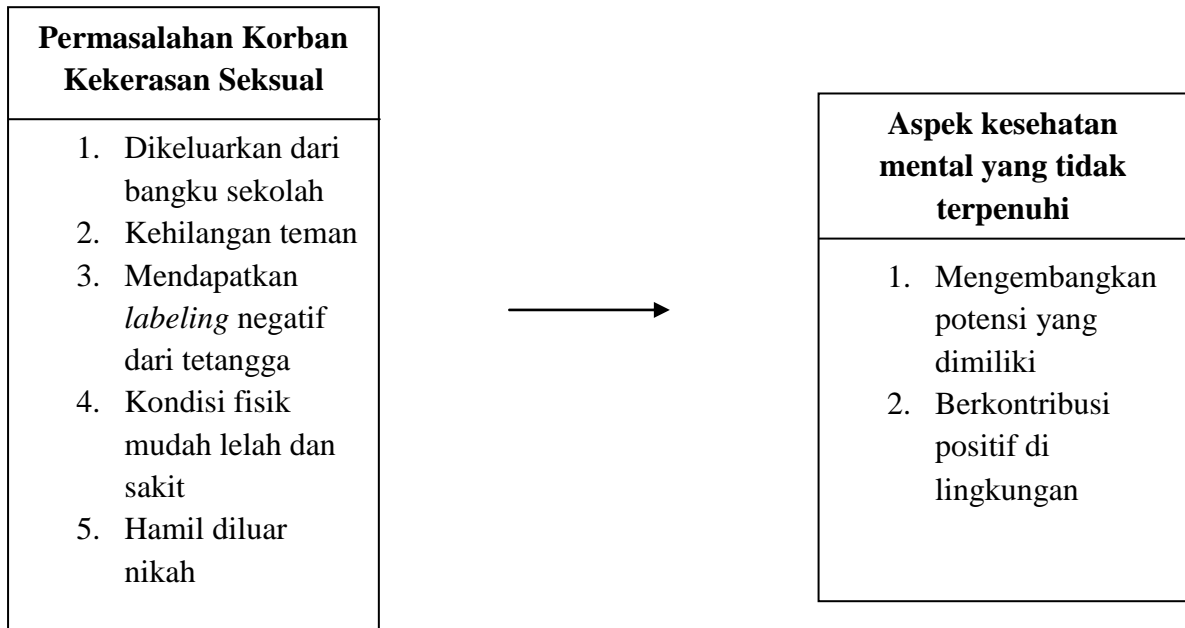 Permasalahan Korban
Kekerasan Seksual
1. Dikeluarkan dari
bangku sekolah
2. Kehilangan teman
3. Mendapatkan
labeling negatif
dari tetangga
4. Kondisi fisik
mudah lelah dan
sakit
5. Hamil diluar
nikah
Aspek kesehatan
mental yang tidak
terpenuhi
1. Mengembangkan
potensi yang
dimiliki
2. Berkontribusi
positif di
lingkungan